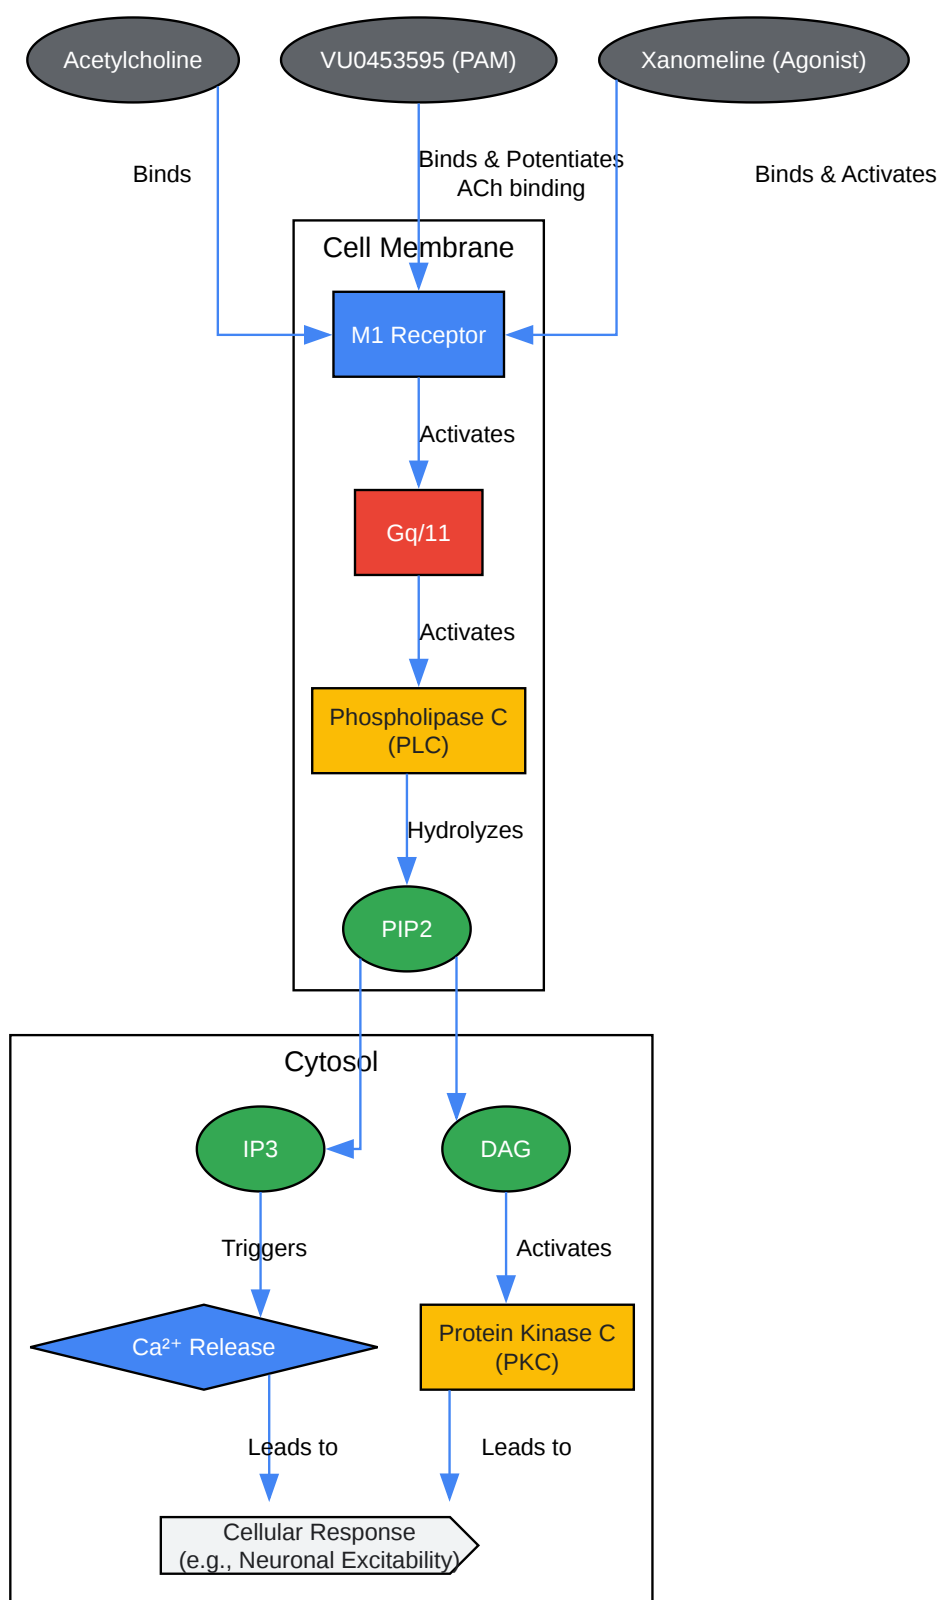 Acetylcholine
VU0453595 (PAM)
Xanomeline (Agonist)
Binds
Binds & Potentiates
ACh binding
Binds & Activates
Cell Membrane
M1 Receptor
Activates
Gq/11
Activates
Phospholipase C
(PLC)
Hydrolyzes
PIP2
Cytosol
IP3
DAG
Triggers
Activates
Ca²⁺ Release
Protein Kinase C
(PKC)
Leads to
Leads to
Cellular Response
(e.g., Neuronal Excitability)